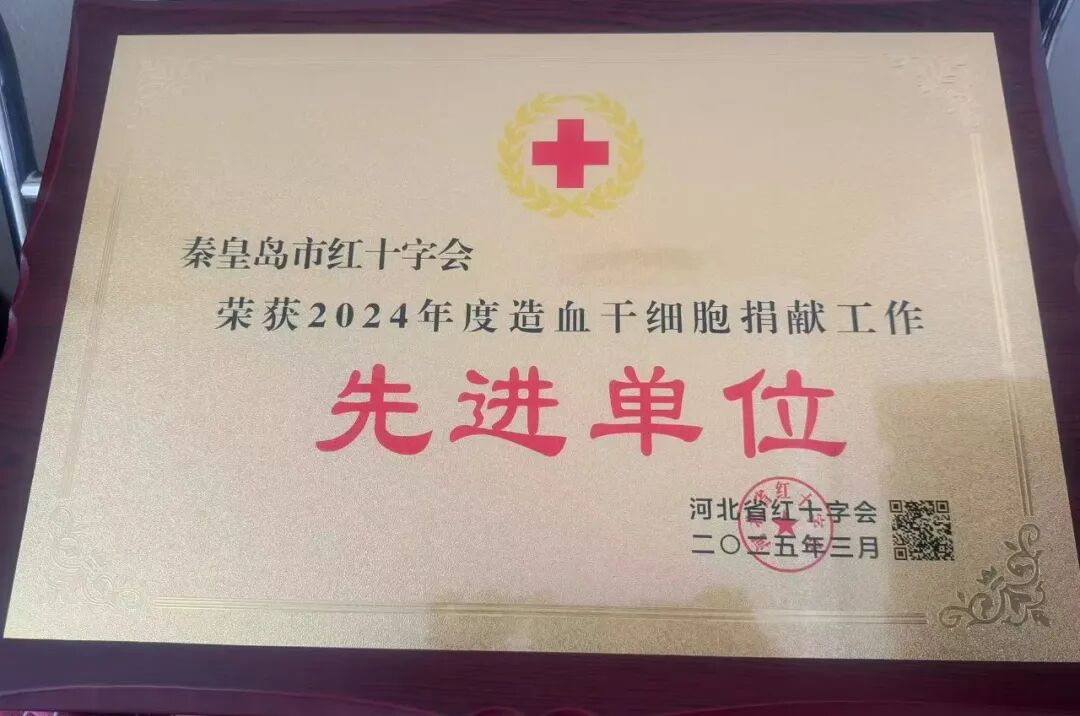 秦皇岛市红十字会
荣获2024年度造血干细胞捐献工作
先进单位
河北省红十字会
二〇二五年三月